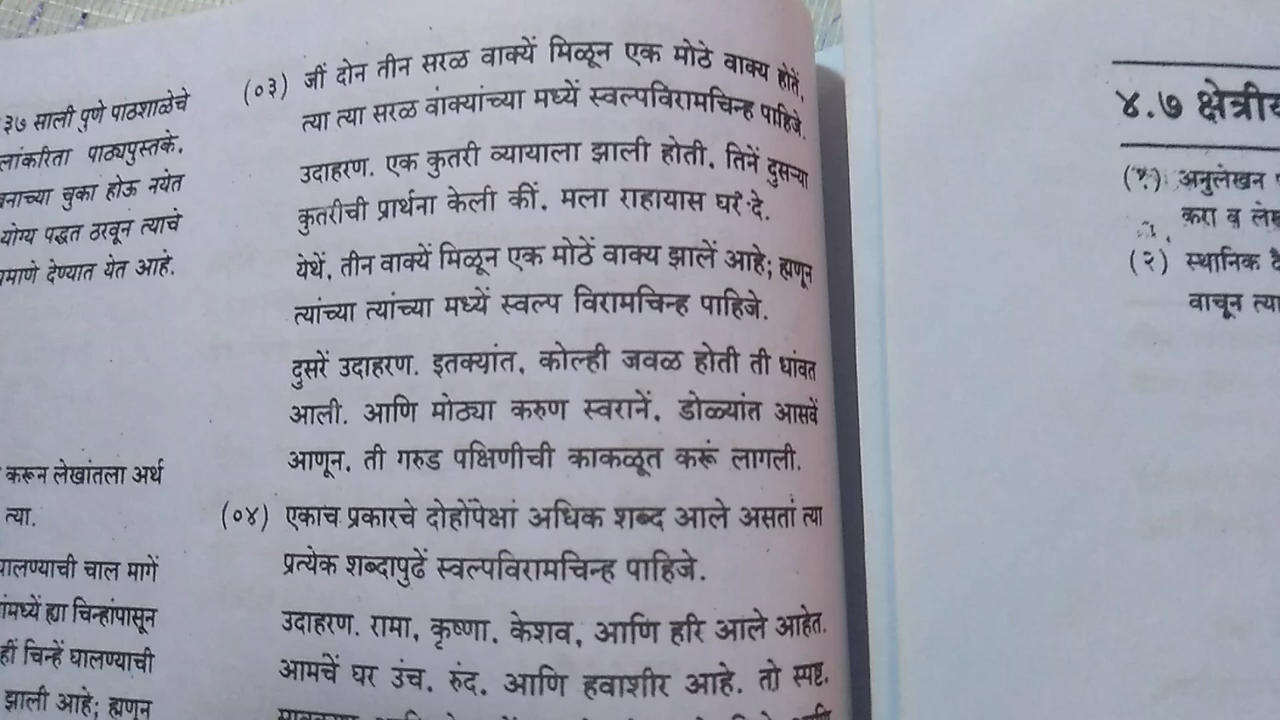 ३७ साली पुणे पाठशाळेचे
पाठ्यपुस्तके.
चुका होऊ नयेत
योग्य पद्धत ठरवून त्याचे
देण्यात येत आहे.
करून लेखांतला अर्थ
त्या.
चाल मागें
ह्या चिन्हांपासून
चिन्हें घालण्याची
झाली आहे; ह्मणून
(०३) जीं दोन तीन सरळ वाक्यें मिळून एक मोठे वाक्य होतें,
त्या त्या सरळ वांक्यांच्या मध्यें स्वल्पविरामचिन्ह पाहिजे.
उदाहरण. एक कुतरी व्यायाला झाली होती. तिनें दुसऱ्या
कुतरीची प्रार्थना केली कीं. मला राहायास घर दे.
येथें. तीन वाक्यें मिळून एक मोठें वाक्य झालें आहे; ह्मणून
त्यांच्या त्यांच्या मध्यें स्वल्प विरामचिन्ह पाहिजे.
दुसरें उदाहरण. इतक्यांत. कोल्ही जवळ होती ती धांवत
आली. आणि मोठ्या करुण स्वरानें. डोळ्यांत आसवें
आणून. ती गरुड पक्षिणीची काकळूत करूं लागली.
(०४) एकाच प्रकारचे दोहोंपेक्षां अधिक शब्द आले असतां त्या
प्रत्येक शब्दापुढें स्वल्पविरामचिन्ह पाहिजे.
उदाहरण. रामा, कृष्णा. केशव, आणि हरि आले आहेत.
आमचें घर उंच. रुंद. आणि हवाशीर आहे. तो स्पष्ट.
४.७
(१) अनुलेखन
करा व
(२) स्थानिक
वाचून